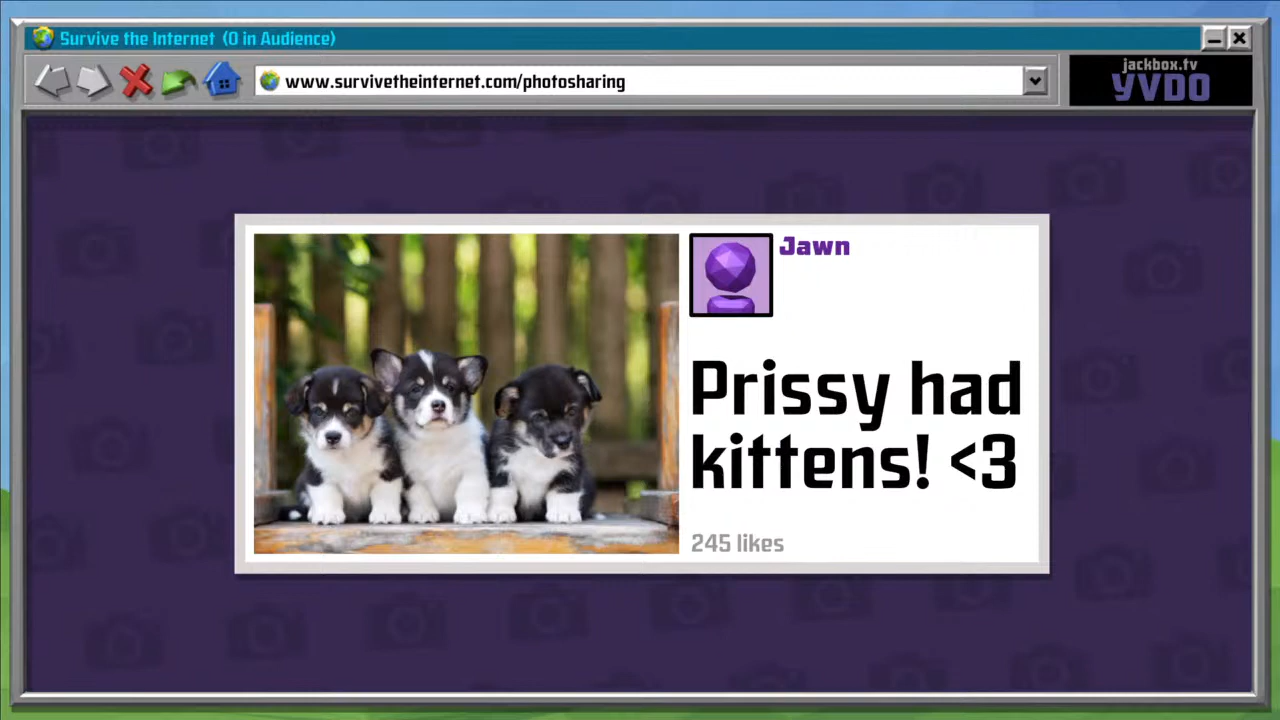 Survive the Internet (0 in Audience)
www.survivetheinternet.com/photosharing
jackbox.tv
YVDO
Jawn
Prissy had
kittens! <3
245 likes